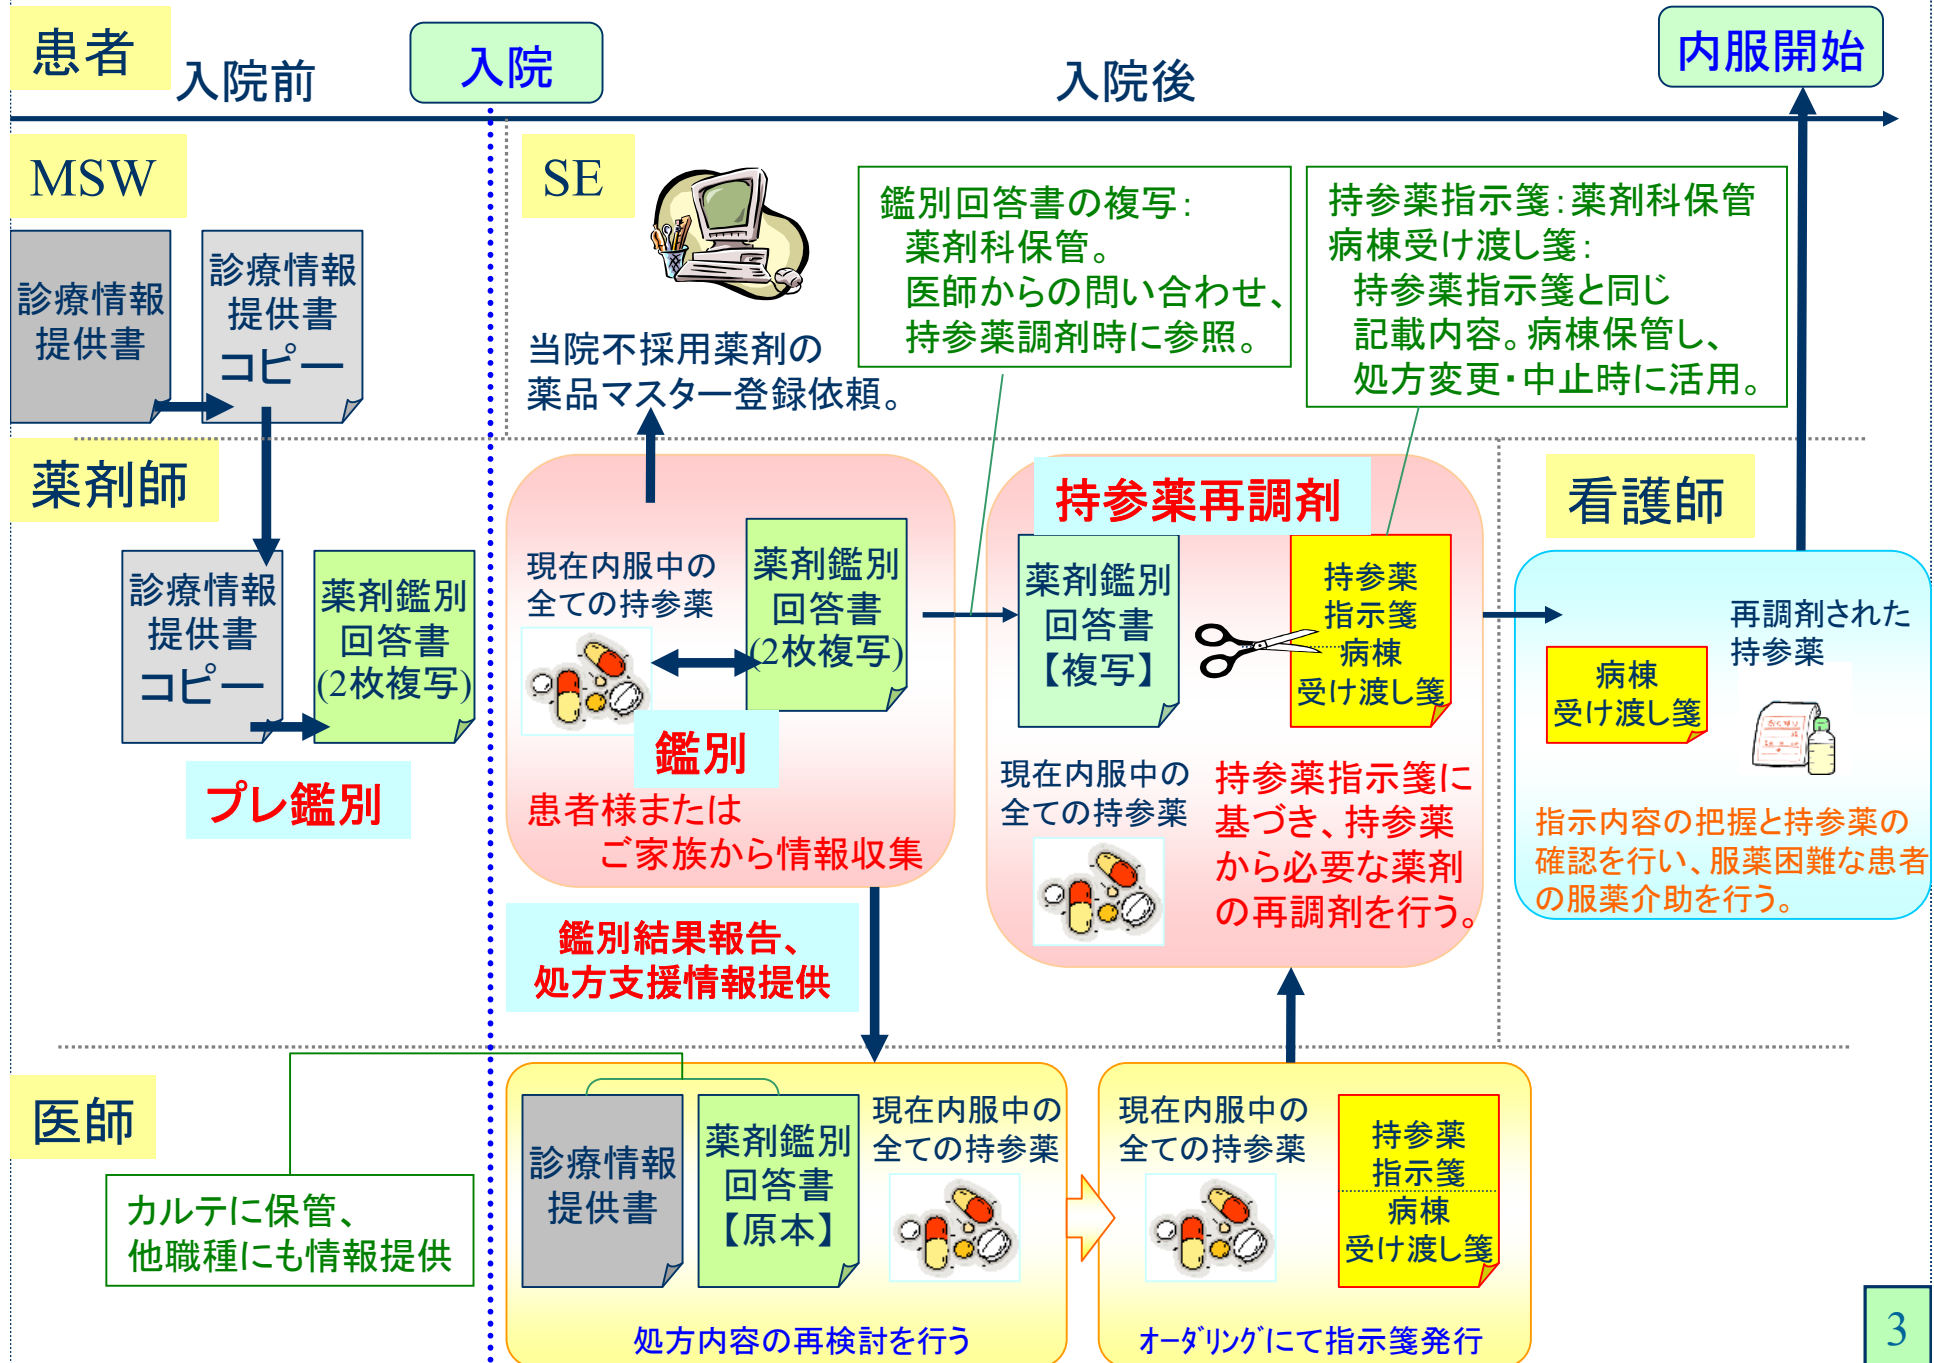 患者
入院前
入院
入院後
内服開始
MSW
診療情報
提供書
診療情報
提供書
コピー
SE
当院不採用薬剤の
薬品マスター登録依頼。
鑑別回答書の複写：
薬剤科保管。
医師からの問い合わせ、
持参薬調剤時に参照。
持参薬指示箋：薬剤科保管
病棟受け渡し箋：
持参薬指示箋と同じ
記載内容。病棟保管し、
処方変更・中止時に活用。
薬剤師
診療情報
提供書
コピー
薬剤鑑別
回答書
(2枚複写)
プレ鑑別
現在内服中の
全ての持参薬
薬剤鑑別
回答書
(2枚複写)
鑑別
患者様または
ご家族から情報収集
鑑別結果報告、
処方支援情報提供
持参薬再調剤
薬剤鑑別
回答書
【複写】
持参薬
指示箋
病棟
受け渡し箋
現在内服中の
全ての持参薬
持参薬指示箋に
基づき、持参薬
から必要な薬剤
の再調剤を行う。
看護師
病棟
受け渡し箋
再調剤された
持参薬
指示内容の把握と持参薬の
確認を行い、服薬困難な患者
の服薬介助を行う。
医師
カルテに保管、
他職種にも情報提供
診療情報
提供書
薬剤鑑別
回答書
【原本】
現在内服中の
全ての持参薬
処方内容の再検討を行う
現在内服中の
全ての持参薬
持参薬
指示箋
病棟
受け渡し箋
ｵｰﾀﾞﾘﾝｸﾞにて指示箋発行
3